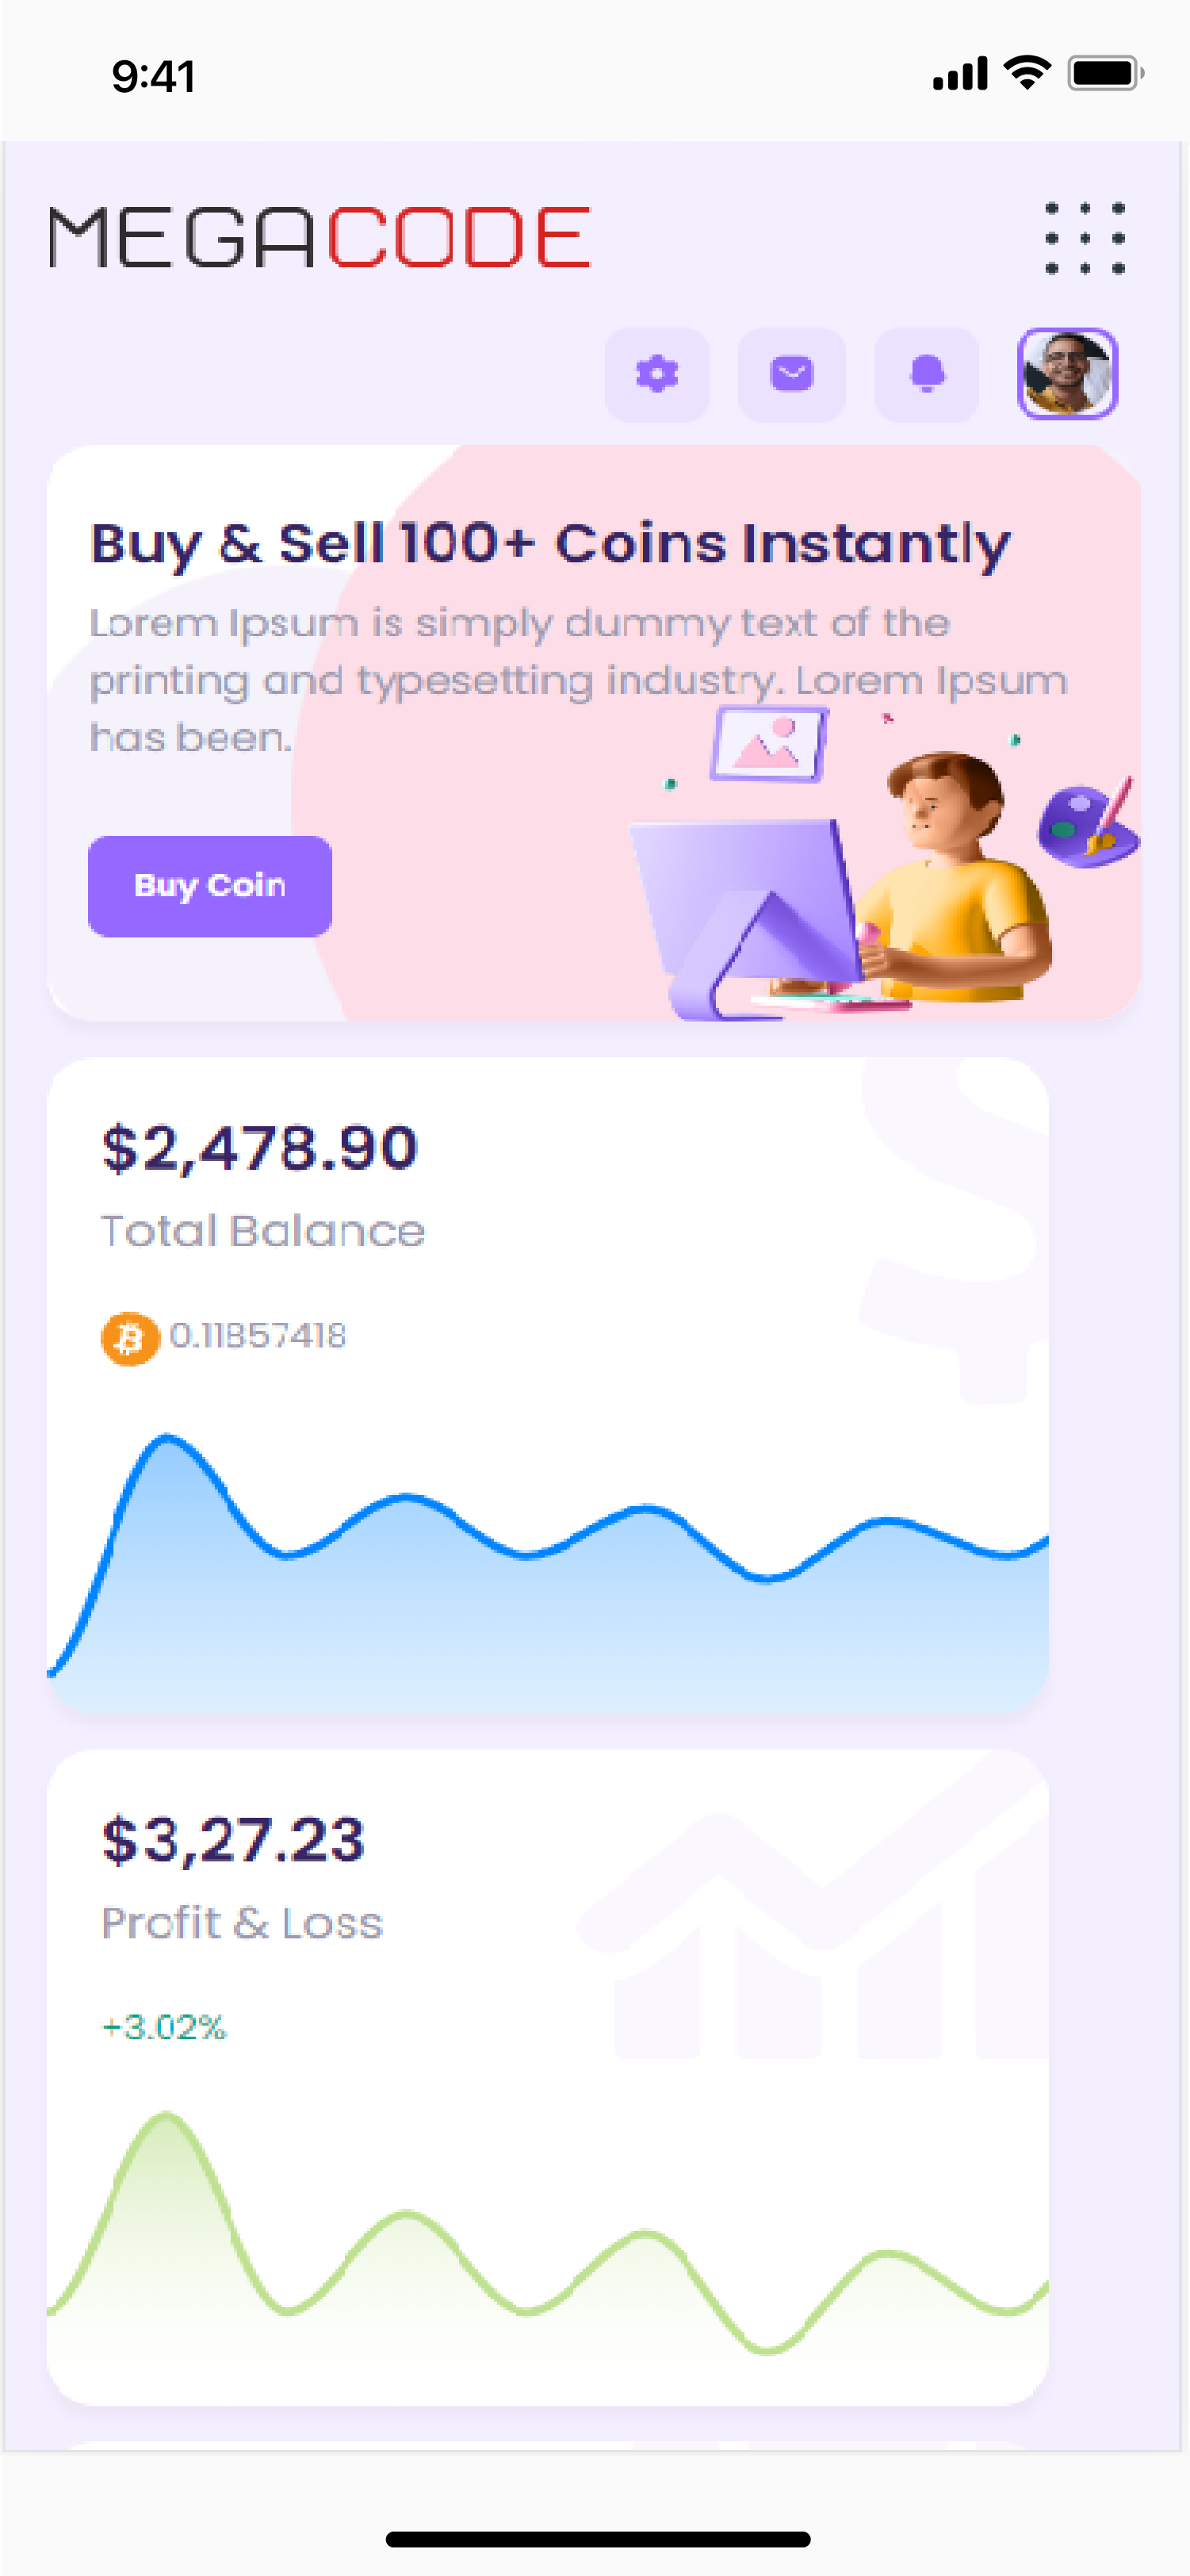 9:41
MEGACODE
Buy & Sell 100+ Coins Instantly
Lorem Ipsum is simply dummy text of the
printing and typesetting industry. Lorem Ipsum
has been.
Buy Coin
$2,478.90
Total Balance
0.11857418
$3,27.23
Profit & Loss
+3.02%